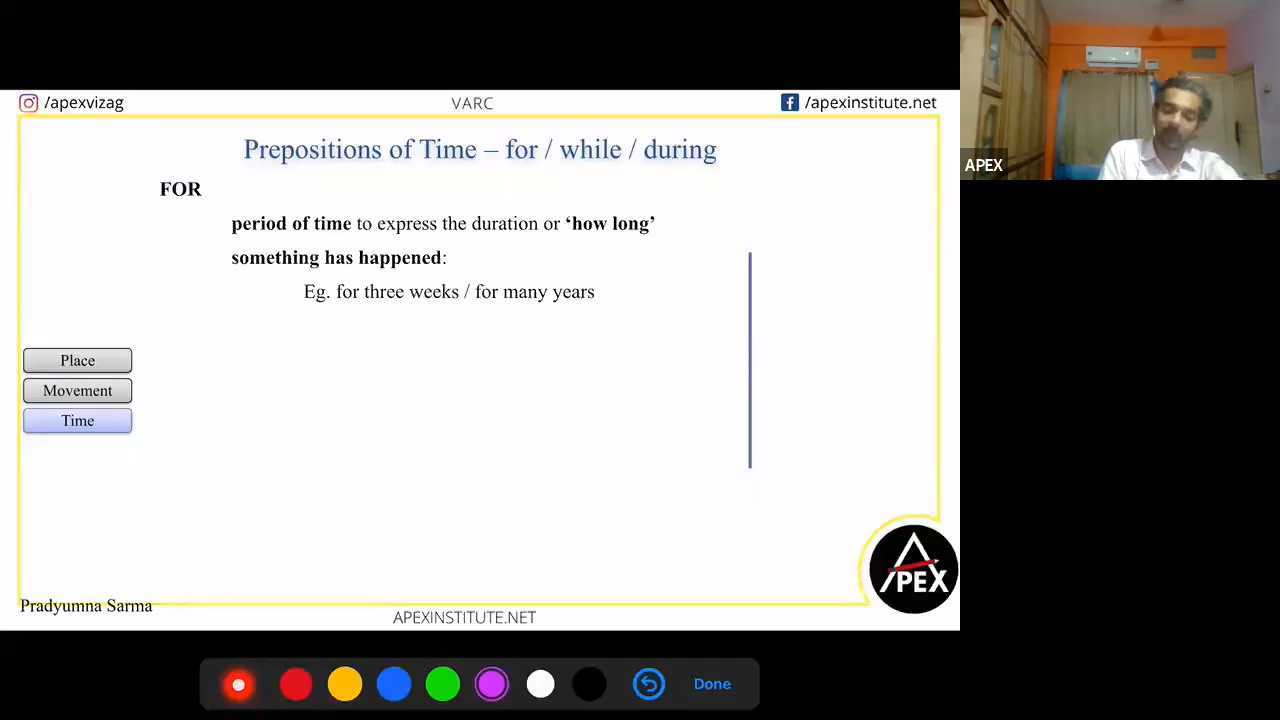 /apexvizag
VARC
/apexinstitute.net
Prepositions of Time – for / while / during
FOR
period of time to express the duration or ‘how long’
something has happened:
Eg. for three weeks / for many years
Place
Movement
Time
APEX
Pradyumna Sarma
APEXINSTITUTE.NET
Done
APEX